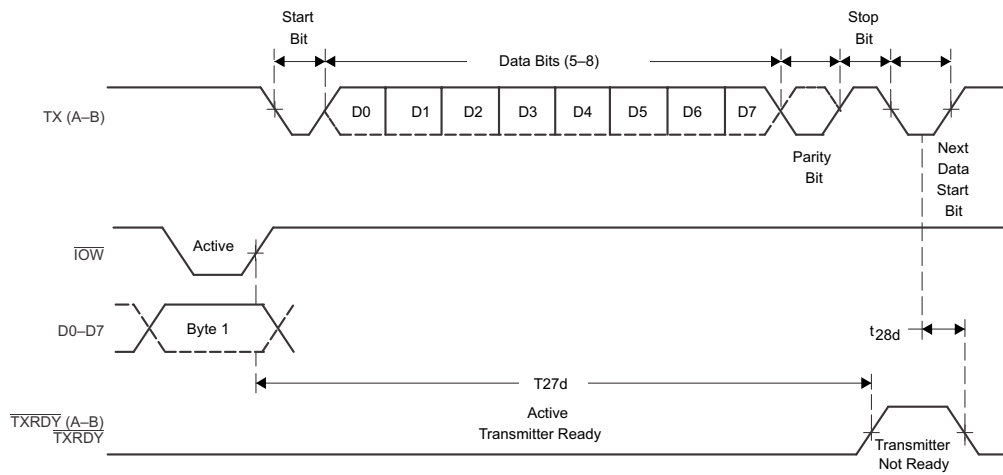 Start
Bit
Data Bits (5–8)
Stop
Bit
TX (A–B)
D0
D1
D2
D3
D4
D5
D6
D7
Parity
Bit
Next
Data
Start
Bit
IOW
Active
D0–D7
Byte 1
t28d
T27d
TXRDY (A–B)
TXRDY
Active
Transmitter Ready
Transmitter
Not Ready